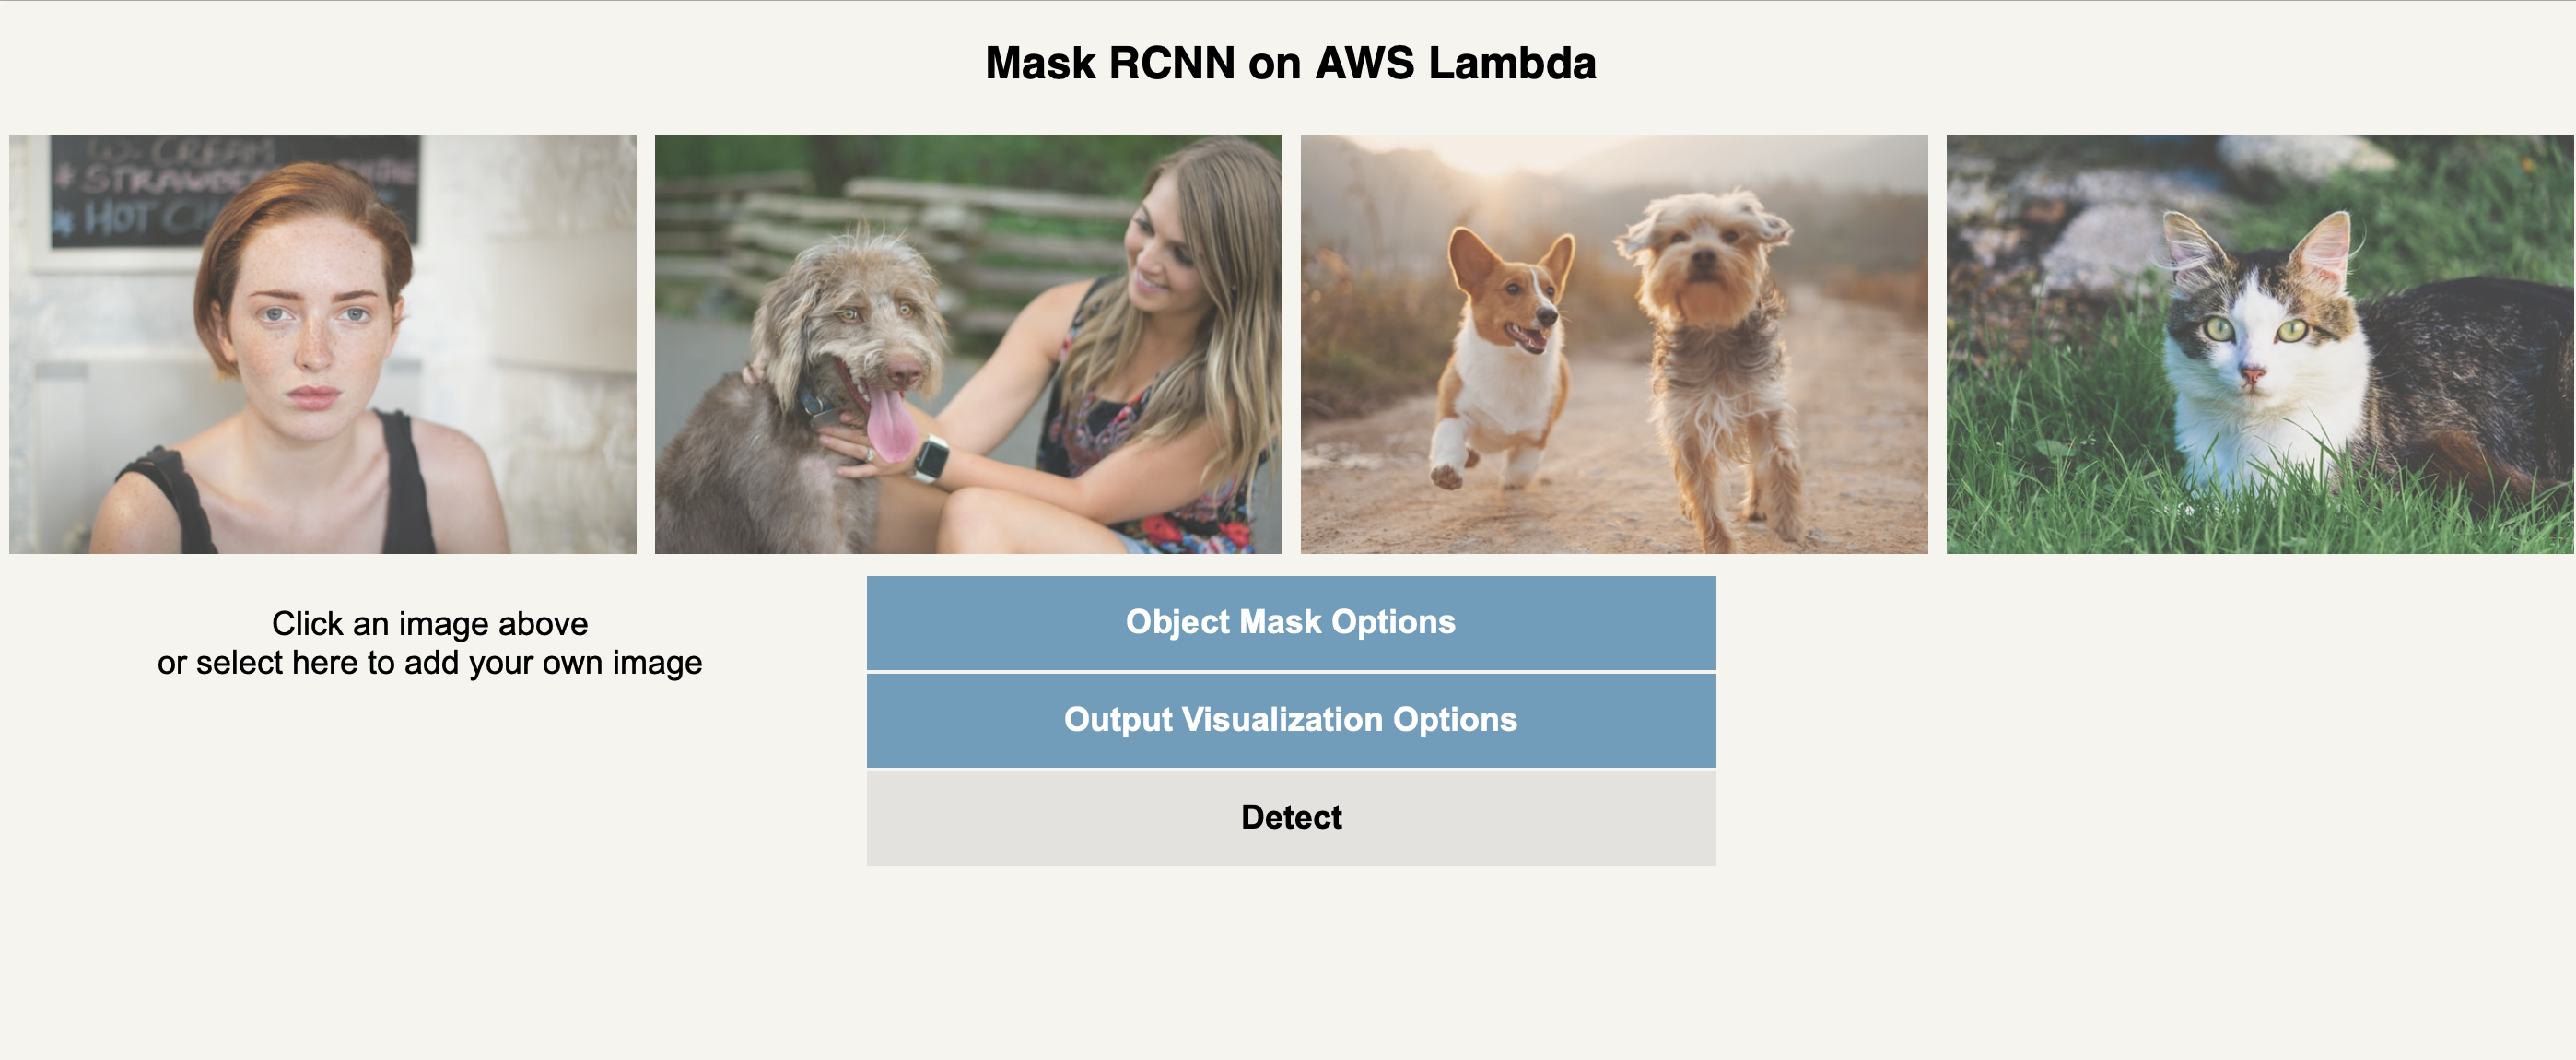 Mask RCNN on AWS Lambda
CREAM
* STRAWBE
* HOT CH
Click an image above
or select here to add your own image
Object Mask Options
Output Visualization Options
Detect